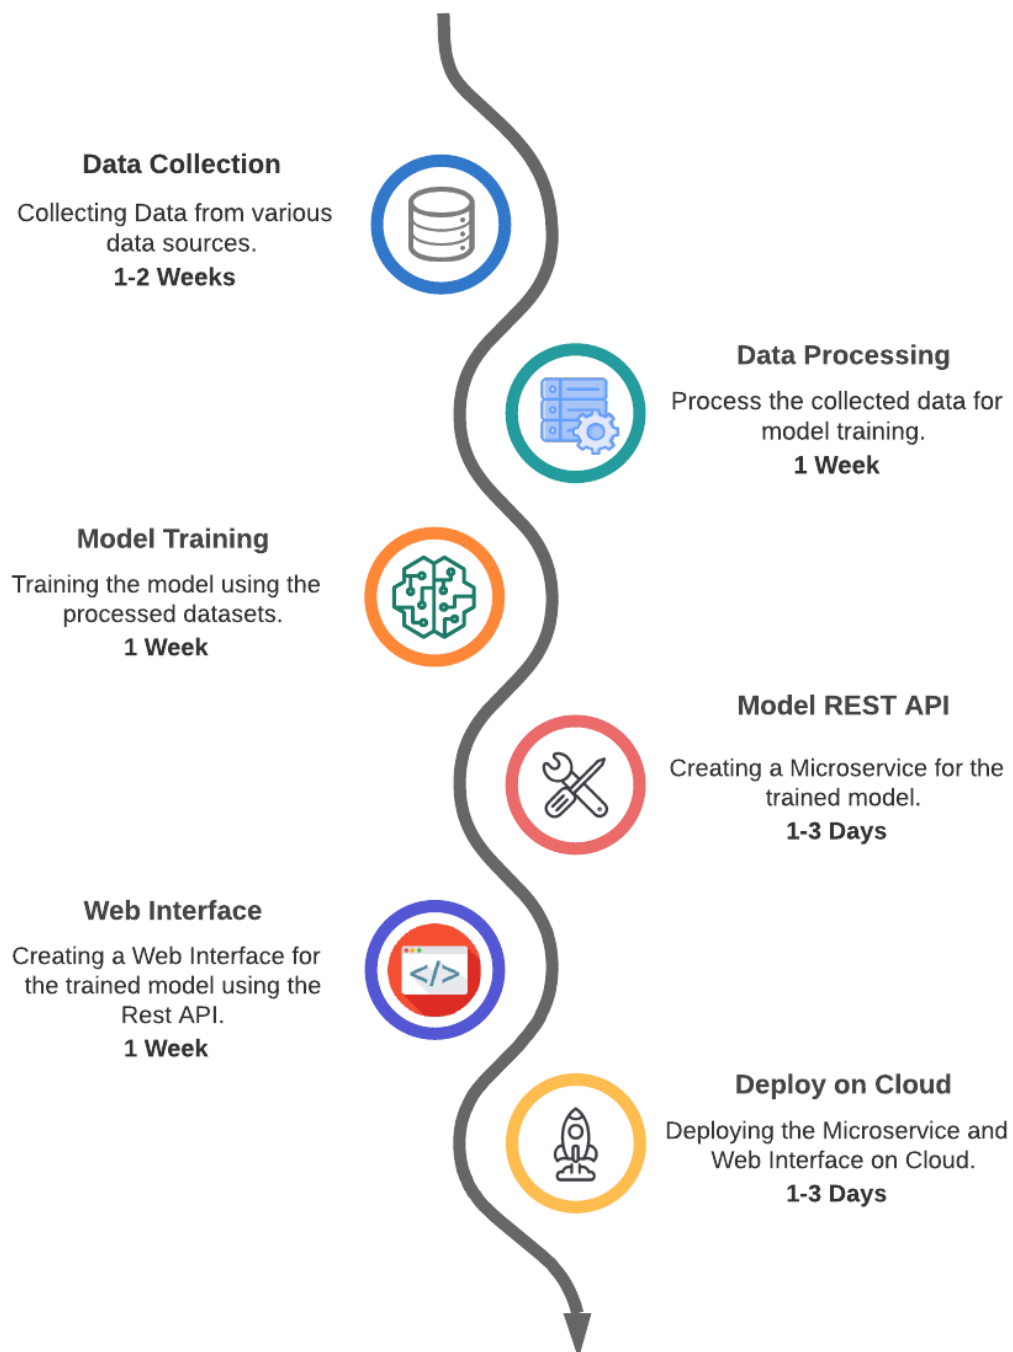 Data Collection
Collecting Data from various
data sources.
1-2 Weeks
Data Processing
Process the collected data for
model training.
1 Week
Model Training
Training the model using the
processed datasets.
1 Week
Model REST API
Creating a Microservice for the
trained model.
1-3 Days
Web Interface
Creating a Web Interface for
the trained model using the
Rest API.
1 Week
</>
Deploy on Cloud
Deploying the Microservice and
Web Interface on Cloud.
1-3 Days